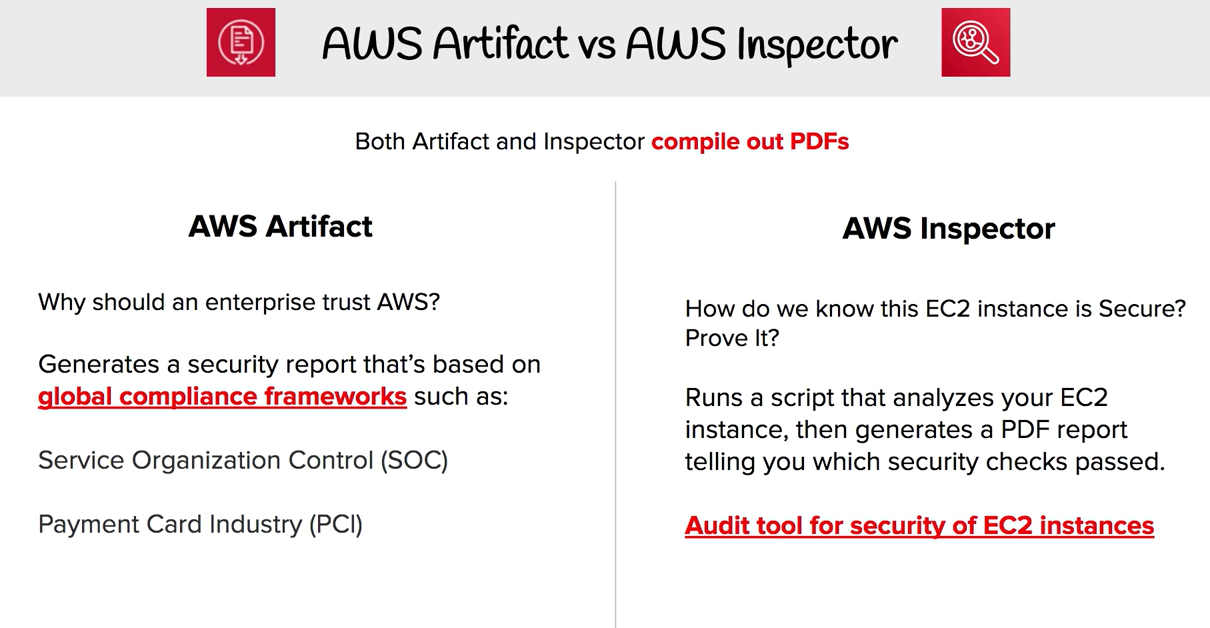 AWS Artifact vs AWS Inspector
Both Artifact and Inspector compile out PDFs
AWS Artifact
Why should an enterprise trust AWS?
Generates a security report that’s based on
global compliance frameworks such as:
Service Organization Control (SOC)
Payment Card Industry (PCI)
AWS Inspector
How do we know this EC2 instance is Secure?
Prove It?
Runs a script that analyzes your EC2
instance, then generates a PDF report
telling you which security checks passed.
Audit tool for security of EC2 instances